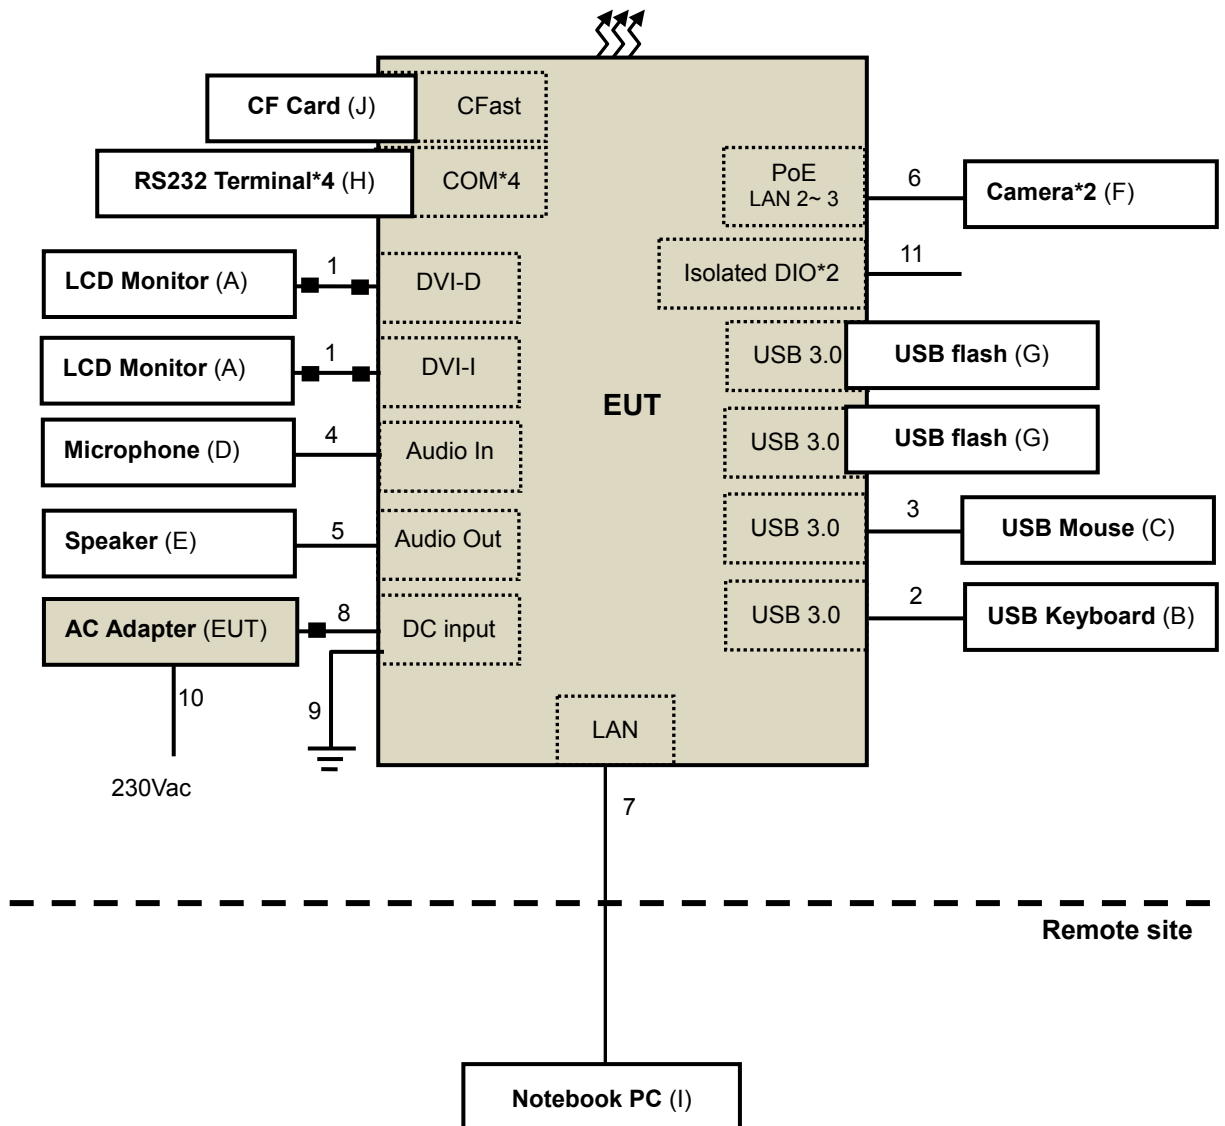 CF Card (J)
CFast
RS232 Terminal*4 (H)
COM*4
PoE
LAN 2~ 3
6
Camera*2 (F)
LCD Monitor (A)
1
DVI-D
Isolated DIO*2
11
LCD Monitor (A)
1
DVI-I
USB 3.0
USB flash (G)
EUT
Microphone (D)
4
Audio In
USB 3.0
USB flash (G)
Speaker (E)
5
Audio Out
USB 3.0
3
USB Mouse (C)
AC Adapter (EUT)
8
DC input
USB 3.0
2
USB Keyboard (B)
10
9
230Vac
LAN
7
Remote site
Notebook PC (I)